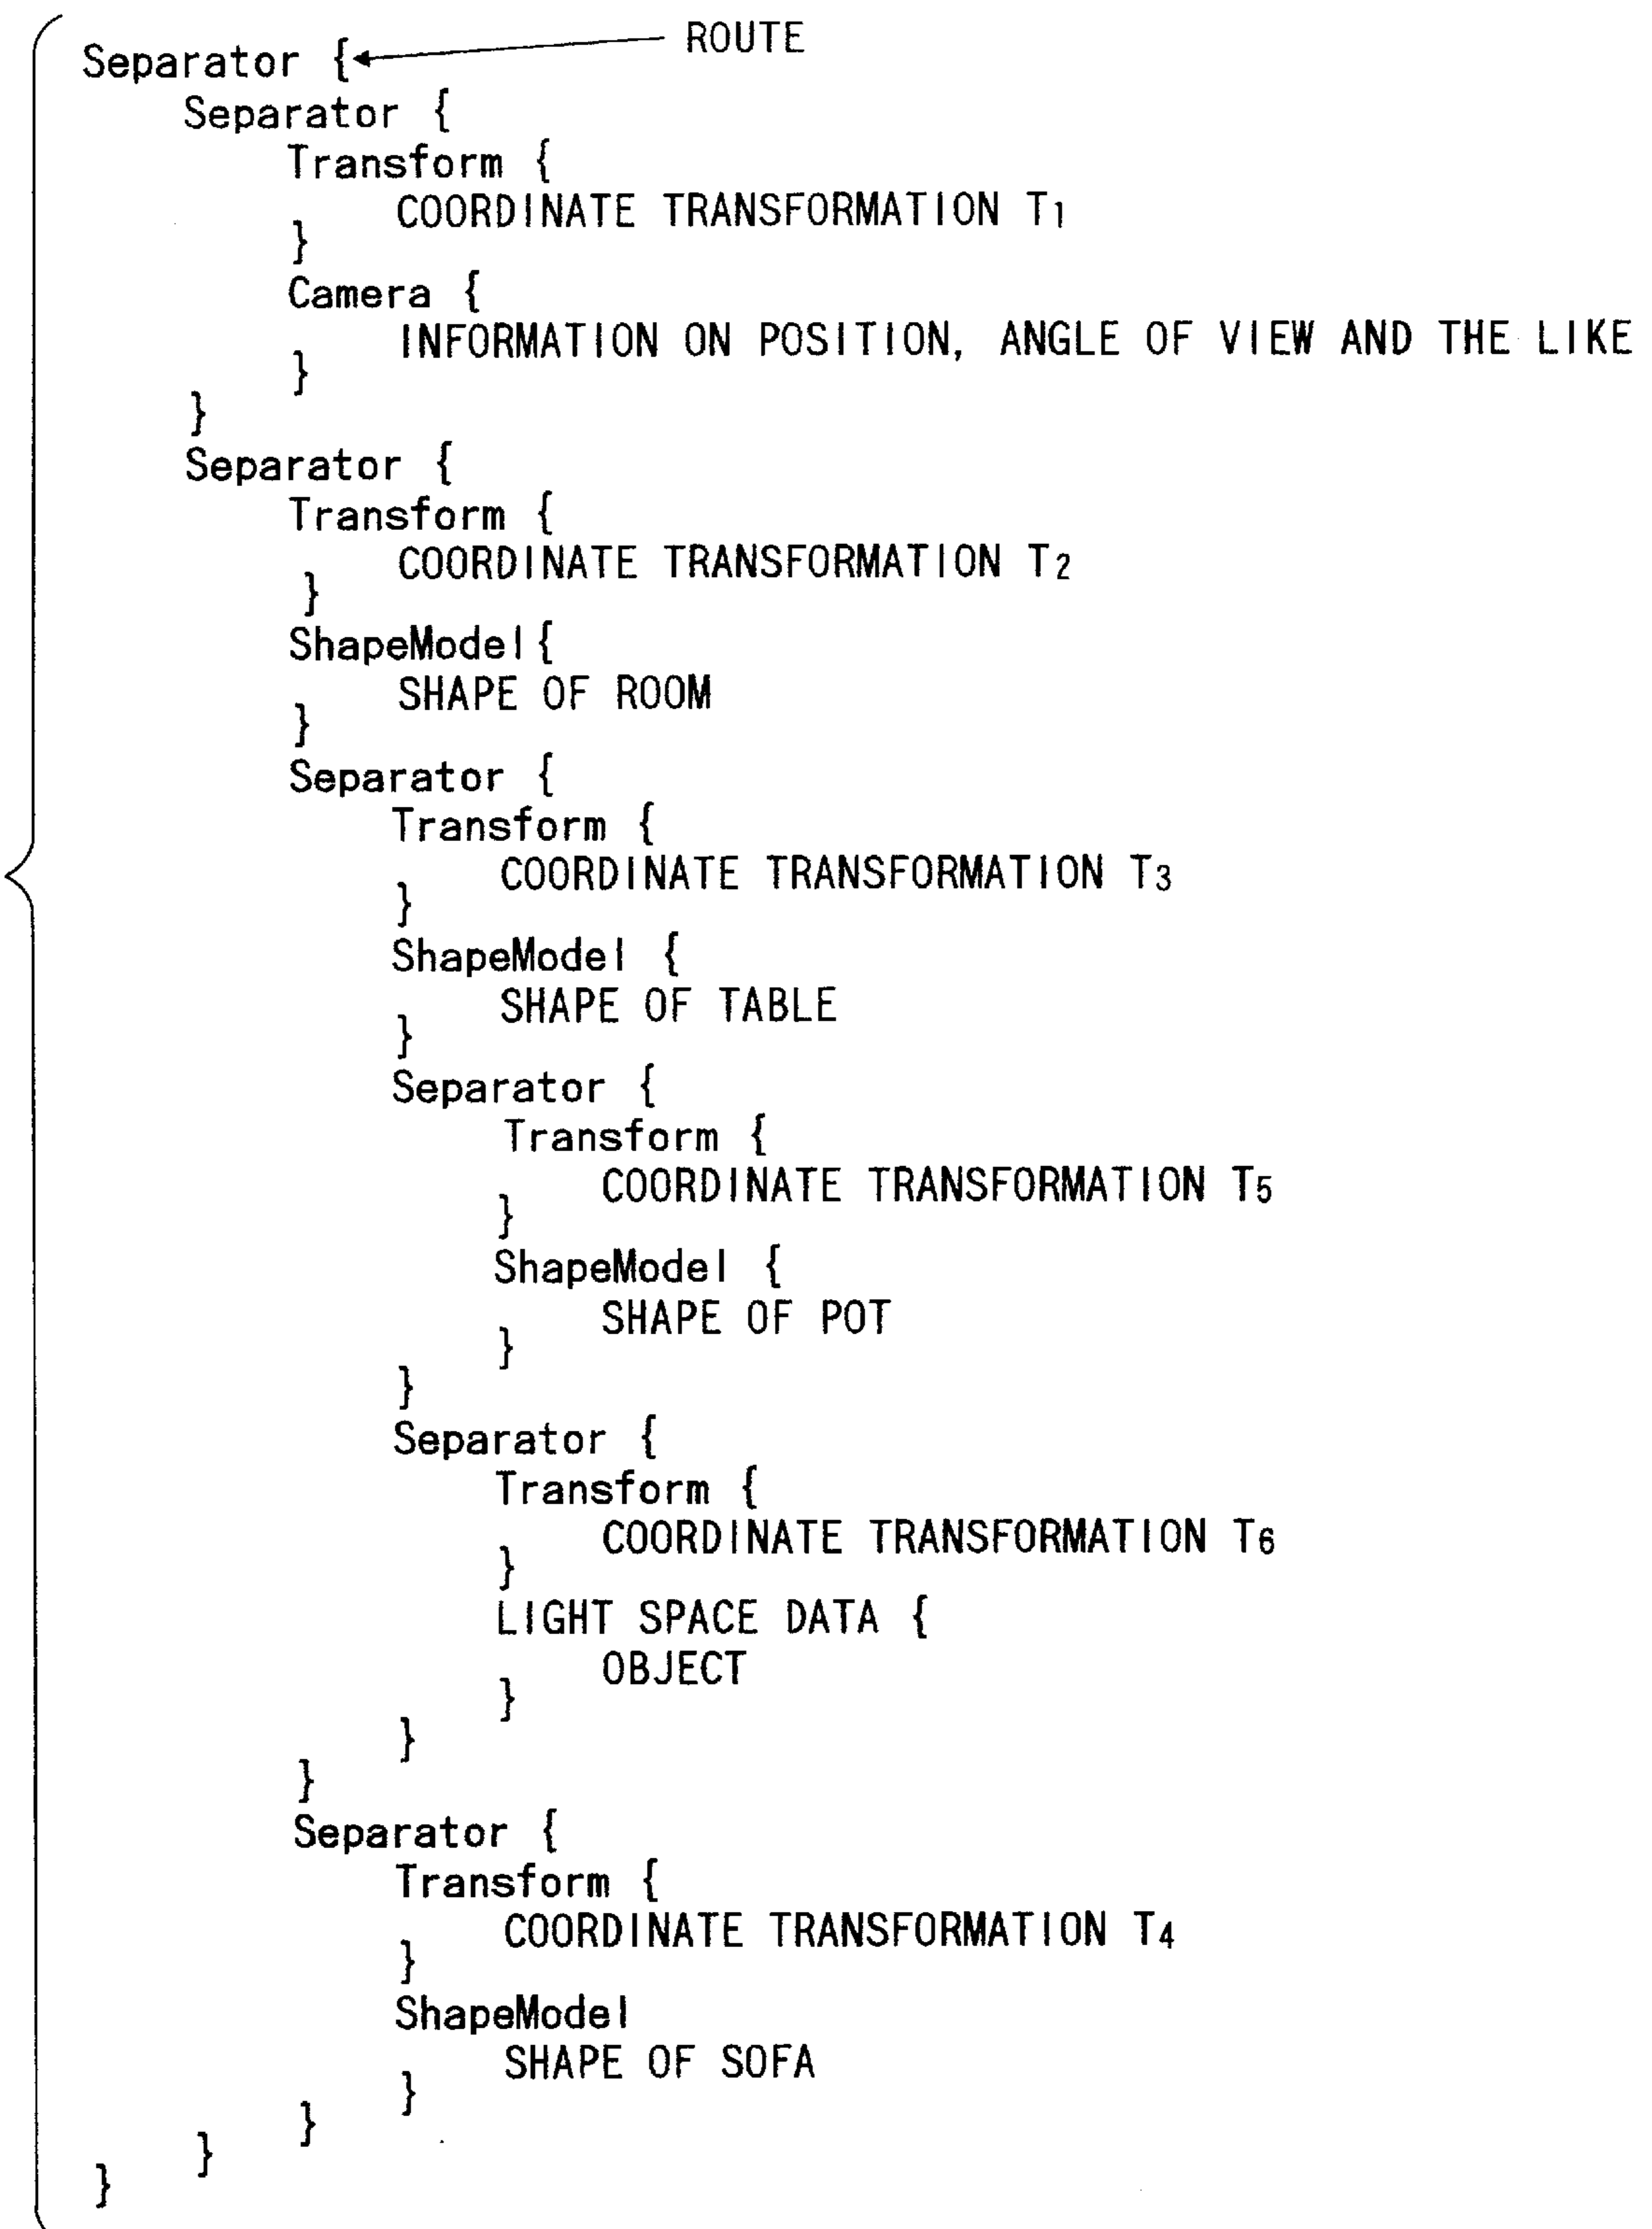 Separator { ROUTE
Separator {
Transform {
COORDINATE TRANSFORMATION T1
}
Camera {
INFORMATION ON POSITION, ANGLE OF VIEW AND THE LIKE
}
}
Separator {
Transform {
COORDINATE TRANSFORMATION T2
}
ShapeModel{
SHAPE OF ROOM
}
Separator {
Transform {
COORDINATE TRANSFORMATION T3
}
ShapeModel {
SHAPE OF TABLE
}
Separator {
Transform {
COORDINATE TRANSFORMATION T5
}
ShapeModel {
SHAPE OF POT
}
}
Separator {
Transform {
COORDINATE TRANSFORMATION T6
}
LIGHT SPACE DATA {
OBJECT
}
}
}
Separator {
Transform {
COORDINATE TRANSFORMATION T4
}
ShapeModel
SHAPE OF SOFA
}
}
}
}